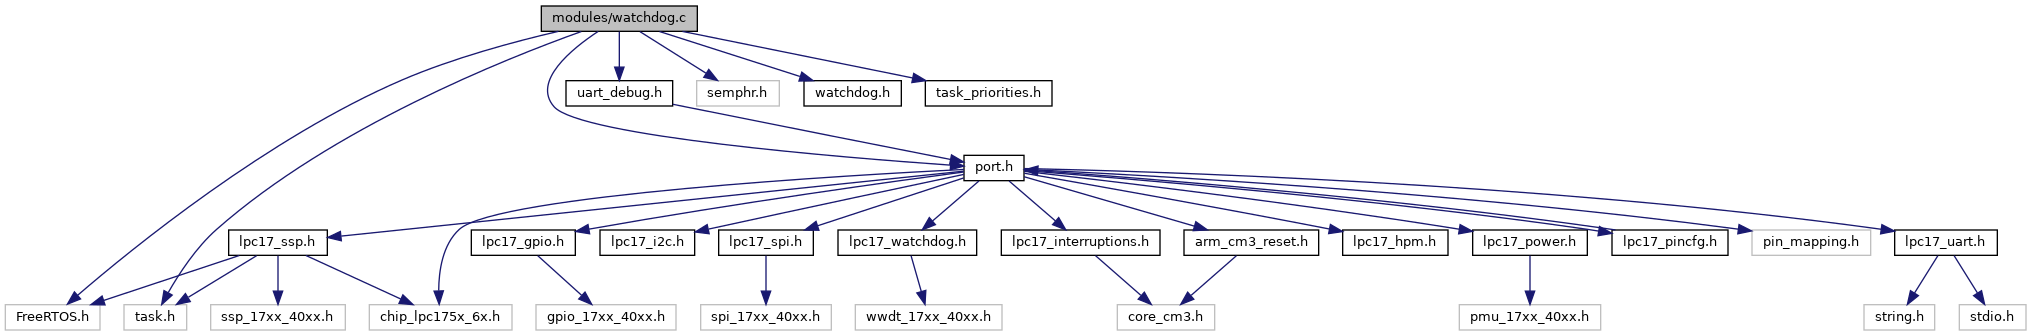 modules/watchdog.c
uart_debug.h
semphr.h
watchdog.h
task_priorities.h
port.h
lpc17_ssp.h
lpc17_gpio.h
lpc17_i2c.h
lpc17_spi.h
lpc17_watchdog.h
lpc17_interruptions.h
arm_cm3_reset.h
lpc17_hpm.h
lpc17_power.h
lpc17_pincfg.h
pin_mapping.h
lpc17_uart.h
FreeRTOS.h
task.h
ssp_17xx_40xx.h
chip_lpc175x_6x.h
gpio_17xx_40xx.h
spi_17xx_40xx.h
wwdt_17xx_40xx.h
core_cm3.h
pmu_17xx_40xx.h
string.h
stdio.h